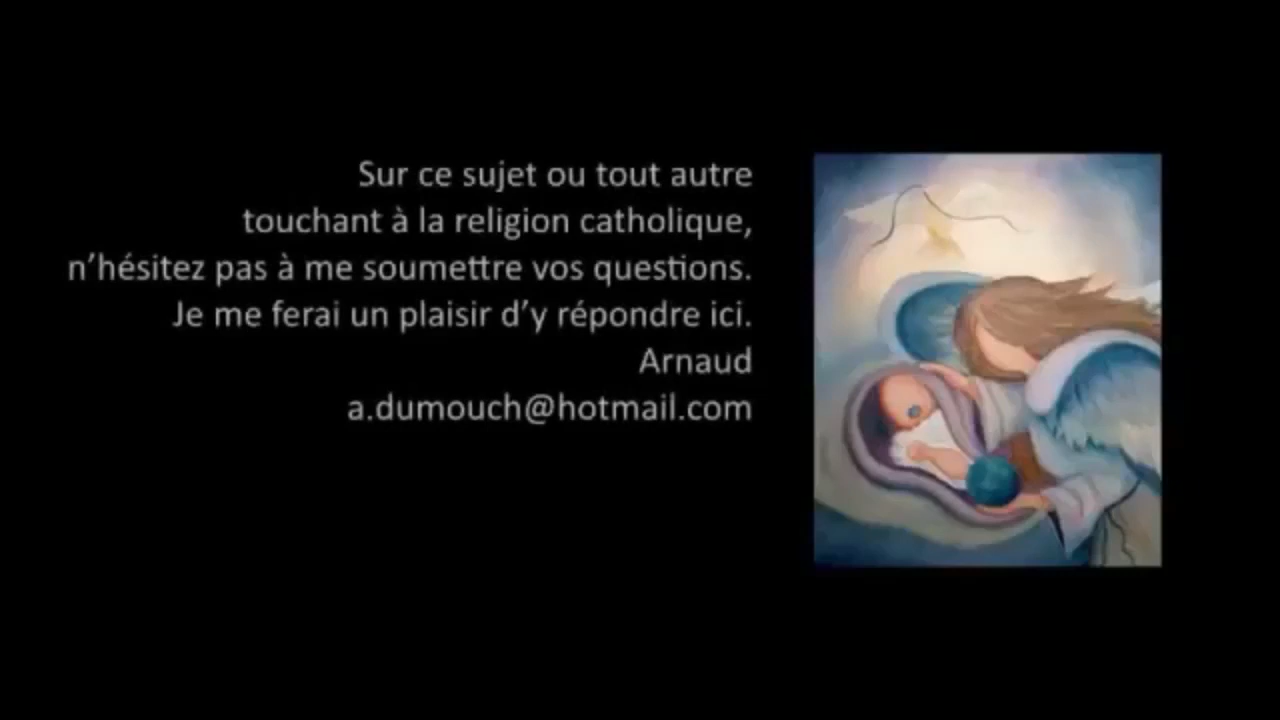 Sur ce sujet ou tout autre
touchant à la religion catholique,
n’hésitez pas à me soumettre vos questions.
Je me ferai un plaisir d’y répondre ici.
Arnaud
a.dumouch@hotmail.com